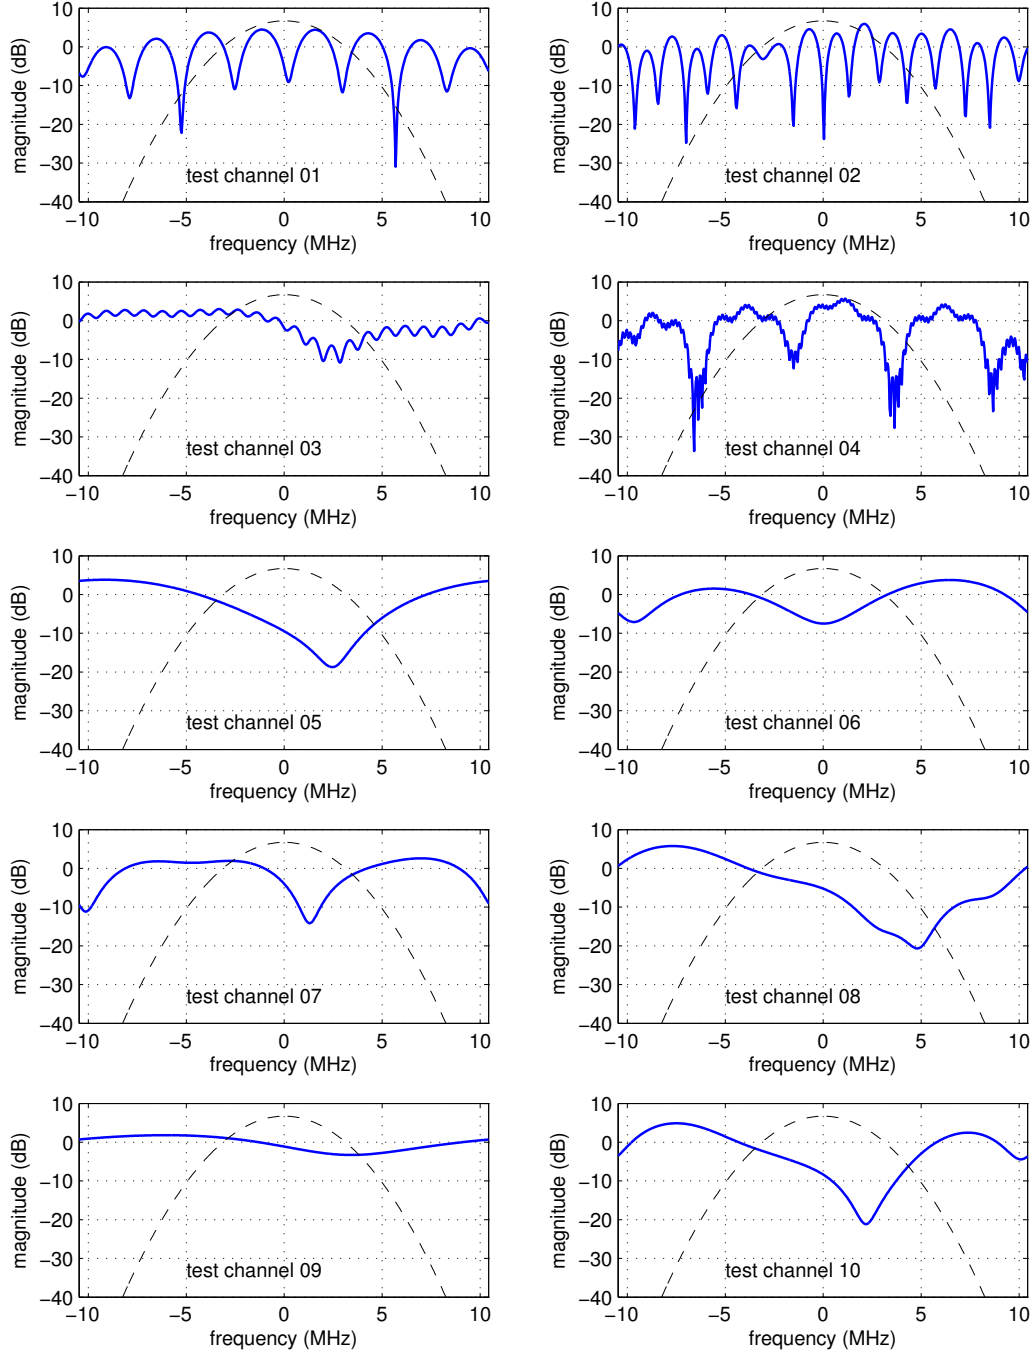 10
0
−10
−20
−30
−40
magnitude (dB)
test channel 01
−10 −5 0 5 10
frequency (MHz)
10
0
−10
−20
−30
−40
magnitude (dB)
test channel 02
−10 −5 0 5 10
frequency (MHz)
10
0
−10
−20
−30
−40
magnitude (dB)
test channel 03
−10 −5 0 5 10
frequency (MHz)
10
0
−10
−20
−30
−40
magnitude (dB)
test channel 04
−10 −5 0 5 10
frequency (MHz)
10
0
−10
−20
−30
−40
magnitude (dB)
test channel 05
−10 −5 0 5 10
frequency (MHz)
10
0
−10
−20
−30
−40
magnitude (dB)
test channel 06
−10 −5 0 5 10
frequency (MHz)
10
0
−10
−20
−30
−40
magnitude (dB)
test channel 07
−10 −5 0 5 10
frequency (MHz)
10
0
−10
−20
−30
−40
magnitude (dB)
test channel 08
−10 −5 0 5 10
frequency (MHz)
10
0
−10
−20
−30
−40
magnitude (dB)
test channel 09
−10 −5 0 5 10
frequency (MHz)
10
0
−10
−20
−30
−40
magnitude (dB)
test channel 10
−10 −5 0 5 10
frequency (MHz)